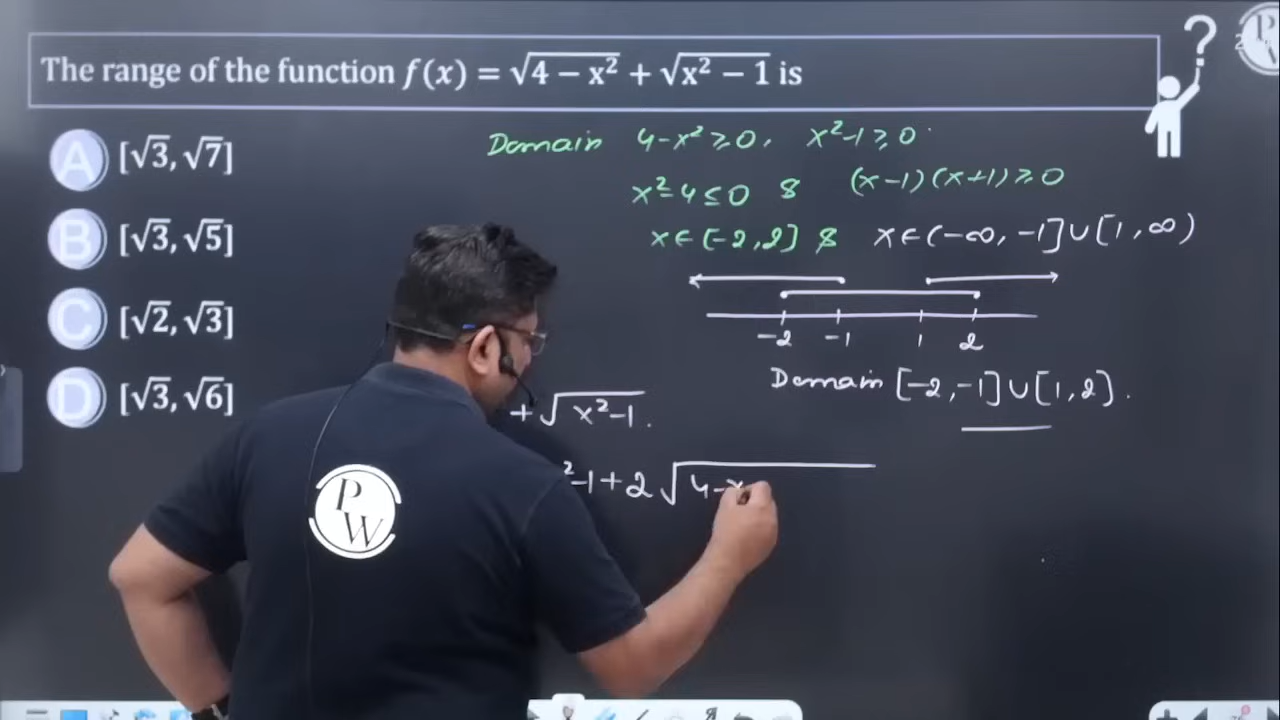 The range of the function f(x) = √(4 − x²) + √(x² − 1) is
A [√3, √7]
B [√3, √5]
C [√2, √3]
D [√3, √6]
Domain 4-x² ≥ 0, x²-1 ≥ 0
x²-4 ≤ 0 & (x-1)(x+1) ≥ 0
x∈[-2,2] & x∈(-∞, -1]∪[1, ∞)
-2 -1 1 2
Domain [-2,-1]∪[1,2].
+√(x²-1).
²-1+2√(4-x
P W